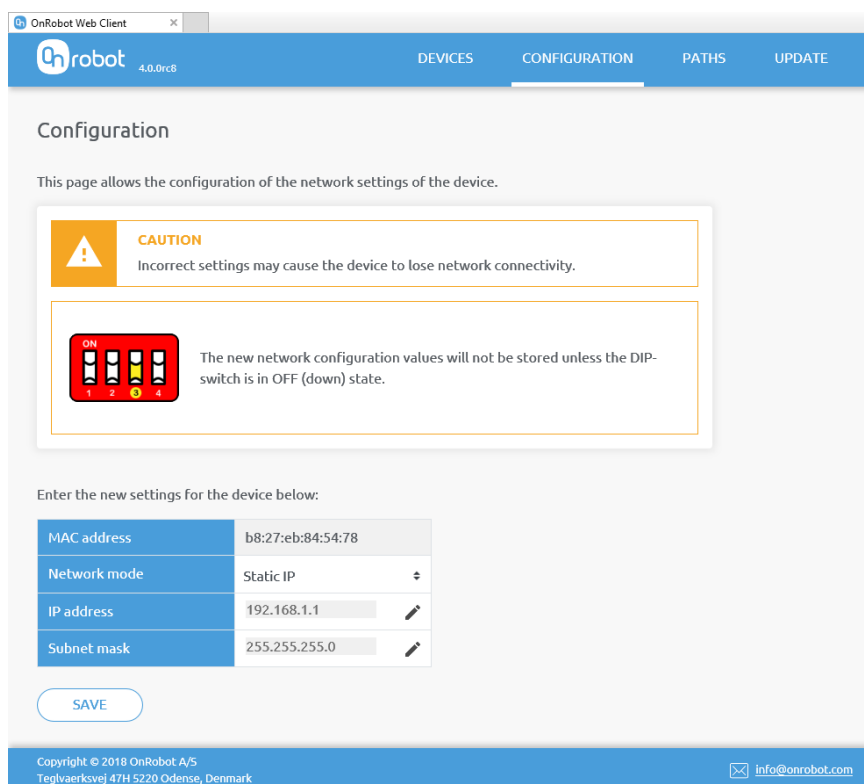 OnRobot Web Client
Onrobot 4.0.0rc8 DEVICES CONFIGURATION PATHS UPDATE
Configuration
This page allows the configuration of the network settings of the device.
CAUTION
Incorrect settings may cause the device to lose network connectivity.
ON
1 2 3 4
The new network configuration values will not be stored unless the DIP-
switch is in OFF (down) state.
Enter the new settings for the device below:
MAC address b8:27:eb:84:54:78
Network mode Static IP
IP address 192.168.1.1
Subnet mask 255.255.255.0
SAVE
Copyright © 2018 OnRobot A/S
Teglvaerksvej 47H 5220 Odense, Denmark
info@onrobot.com